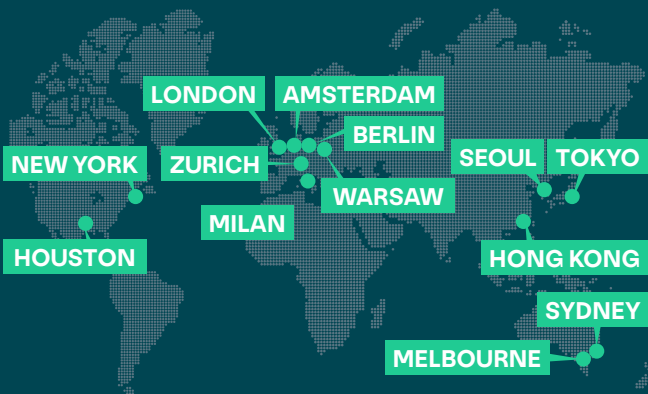 LONDON
AMSTERDAM
BERLIN
NEW YORK
ZURICH
SEOUL
TOKYO
WARSAW
MILAN
HOUSTON
HONG KONG
SYDNEY
MELBOURNE